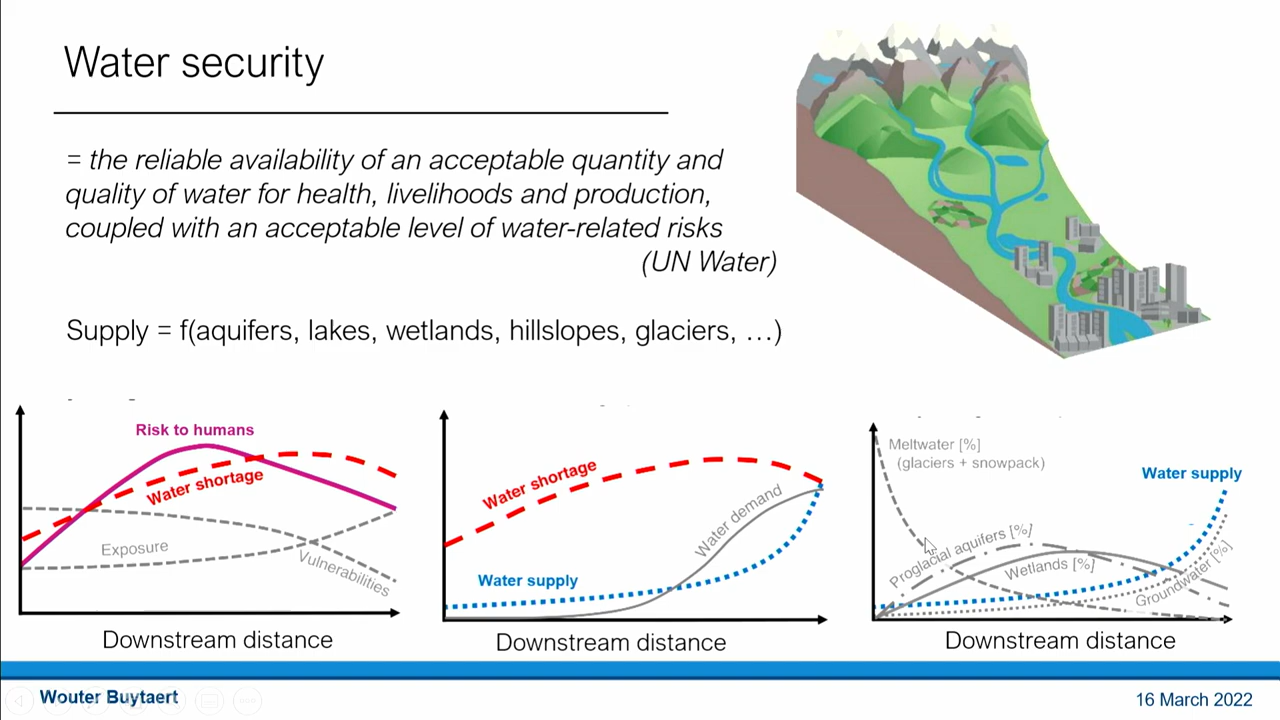 Water security
= the reliable availability of an acceptable quantity and
quality of water for health, livelihoods and production,
coupled with an acceptable level of water-related risks
(UN Water)
Supply = f(aquifers, lakes, wetlands, hillslopes, glaciers, …)
Risk to humans
Water shortage
Exposure
Vulnerabilities
Downstream distance
Water shortage
Water demand
Water supply
Downstream distance
Meltwater [%]
(glaciers + snowpack)
Water supply
Proglacial aquifers [%]
Wetlands [%]
Groundwater [%]
Downstream distance
Wouter Buytaert
16 March 2022